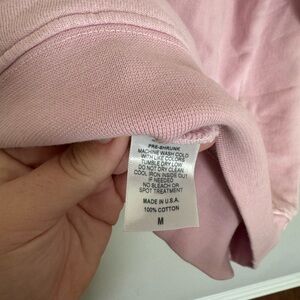 PRE-SHRUNK
MACHINE WASH COLD
WITH LIKE COLORS
TUMBLE DRY LOW
DO NOT DRY CLEAN
COOL IRON INSIDE OUT
IF NEEDED
NO BLEACH OR
SPOT TREATMENT
MADE IN U.S.A.
100% COTTON
M